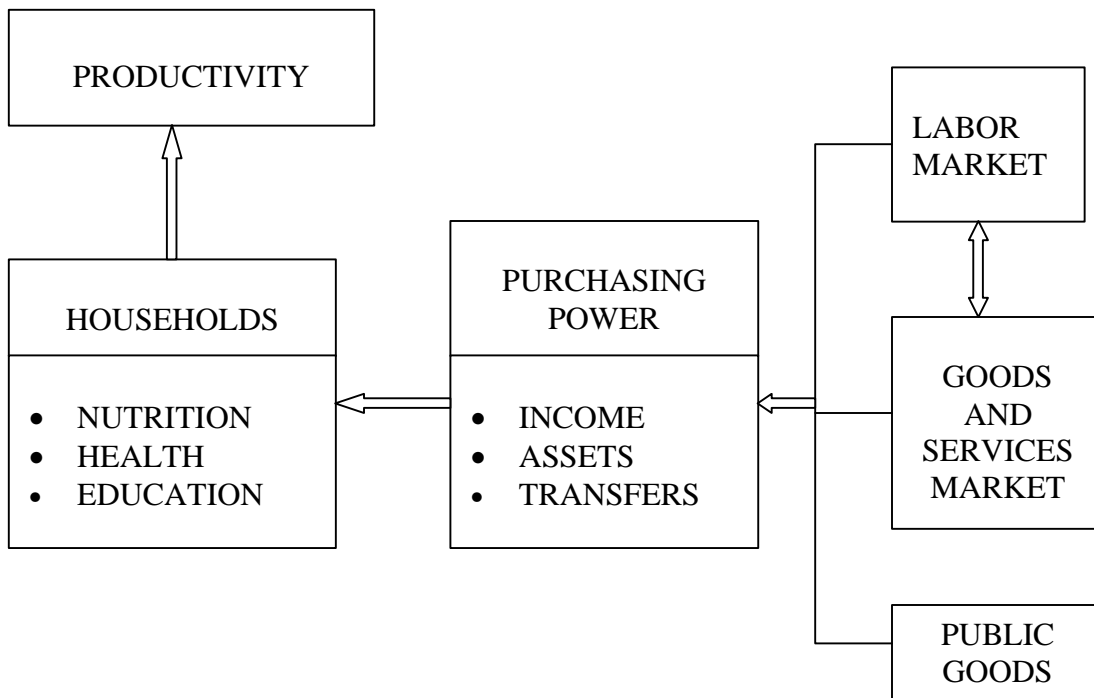 PRODUCTIVITY
HOUSEHOLDS
• NUTRITION
• HEALTH
• EDUCATION
PURCHASING
POWER
• INCOME
• ASSETS
• TRANSFERS
LABOR
MARKET
GOODS
AND
SERVICES
MARKET
PUBLIC
GOODS